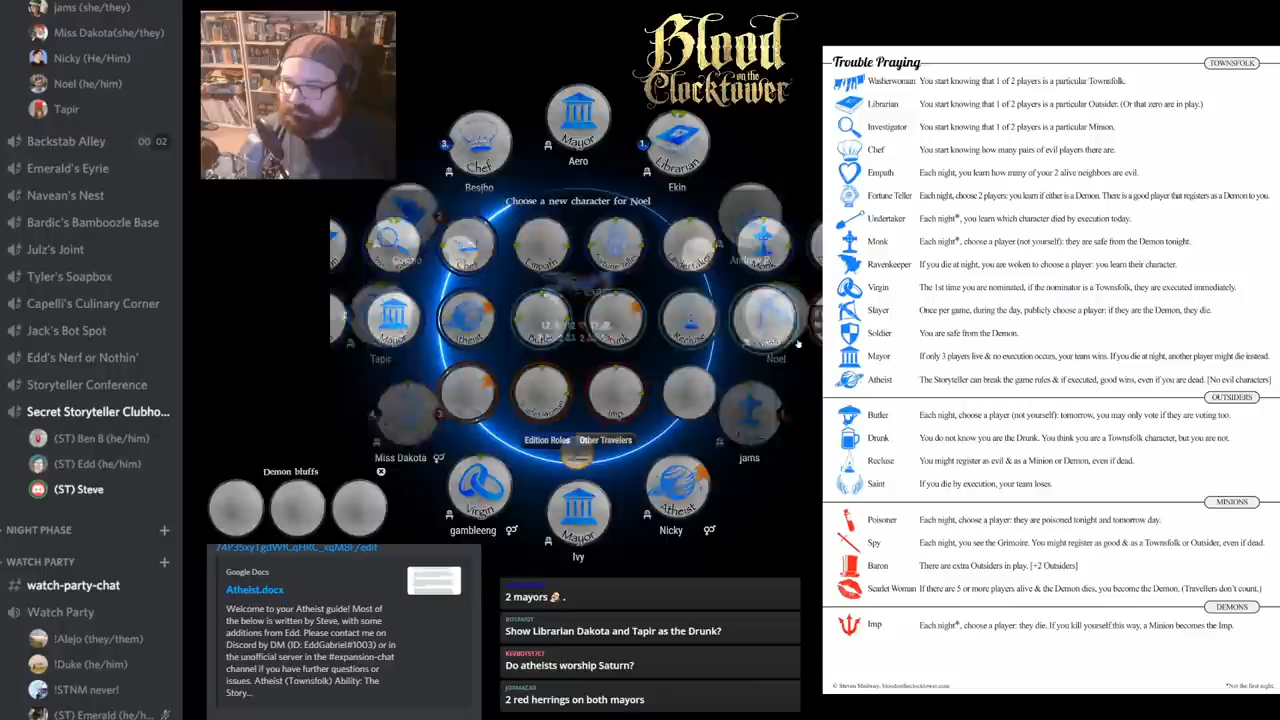 jams (she/they)
Miss Dakota(she/they)
Nicky (He/Him)
Noel (he/him)
Tapir
Backstab Alley
00 : 02
Emerald's Eyrie
Navean's Nest
Bardic's Bamboozle Base
Julz's Joint
Tyler's Soapbox
Capelli's Culinary Corner
Jack's Bot Spot
Edd's Nerf or Nothin'
Storyteller Conference
Secret Storyteller Clubho...
(ST) Ben 8 (he/him)
(ST) Edd (he/him)
(ST) Steve
NIGHT PHASE
WATCH PARTY
watch-party-chat
Watch Party
!Alejo (they/them)
!Duke (he/him)
!STNM never!
(ST) Emerald (he/h...
Blood
on the
Clocktower
Mayor
Aero
3
Chef
Besjho
1
Librarian
Ekin
Choose a new character for Noel
Chef
Empath
Mayor
Tapir
Noel
Imp
Edition Roles
Other Travelers
Miss Dakota
jams
Demon bluffs
Virgin
gambleeng
Mayor
Ivy
Atheist
Nicky
74P35xyTgdWfCqHRC_xqM8F/edit
Google Docs
Atheist.docx
Welcome to your Atheist guide! Most of
the below is written by Steve, with some
additions from Edd. Please contact me on
Discord by DM (ID: EddGabriel#1003) or in
the unofficial server in the #expansion-chat
channel if you have further questions or
issues. Atheist (Townsfolk) Ability: The
Story...
2 mayors
.
BOTANOT
Show Librarian Dakota and Tapir as the Drunk?
KEVBOTS17CT
Do atheists worship Saturn?
JORMAZAR
2 red herrings on both mayors
Trouble Praying
TOWNSFOLK
Washerwoman You start knowing that 1 of 2 players is a particular Townsfolk.
Librarian You start knowing that 1 of 2 players is a particular Outsider. (Or that zero are in play.)
Investigator You start knowing that 1 of 2 players is a particular Minion.
Chef You start knowing how many pairs of evil players there are.
Empath Each night, you learn how many of your 2 alive neighbors are evil.
Fortune Teller Each night, choose 2 players: you learn if either is a Demon. There is a good player that registers as a Demon to you.
Undertaker Each night*, you learn which character died by execution today.
Monk Each night*, choose a player (not yourself): they are safe from the Demon tonight.
Ravenkeeper If you die at night, you are woken to choose a player: you learn their character.
Virgin The 1st time you are nominated, if the nominator is a Townsfolk, they are executed immediately.
Slayer Once per game, during the day, publicly choose a player: if they are the Demon, they die.
Soldier You are safe from the Demon.
Mayor If only 3 players live & no execution occurs, your team wins. If you die at night, another player might die instead.
Atheist The Storyteller can break the game rules & if executed, good wins, even if you are dead. [No evil characters]
OUTSIDERS
Butler Each night, choose a player (not yourself): tomorrow, you may only vote if they are voting too.
Drunk You do not know you are the Drunk. You think you are a Townsfolk character, but you are not.
Recluse You might register as evil & as a Minion or Demon, even if dead.
Saint If you die by execution, your team loses.
MINIONS
Poisoner Each night, choose a player: they are poisoned tonight and tomorrow day.
Spy Each night, you see the Grimoire. You might register as good & as a Townsfolk or Outsider, even if dead.
Baron There are extra Outsiders in play. [+2 Outsiders]
Scarlet Woman If there are 5 or more players alive & the Demon dies, you become the Demon. (Travellers don't count.)
DEMONS
Imp Each night*, choose a player: they die. If you kill yourself this way, a Minion becomes the Imp.
© Steven Medway, bloodontheclocktower.com
*Not the first night.